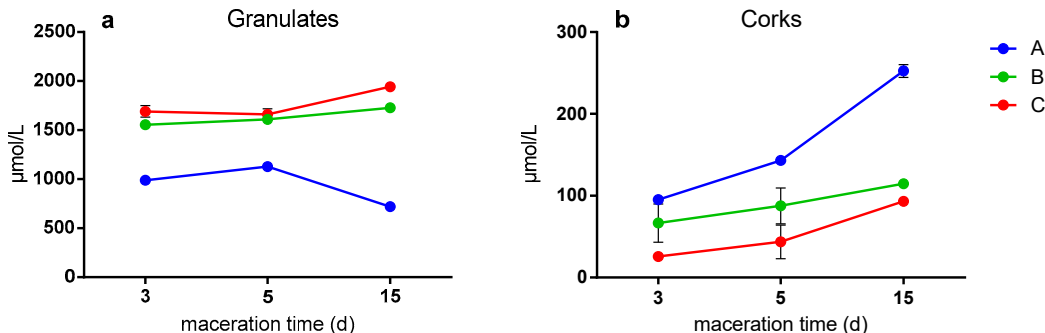 a Granulates
2500
2000
1500
1000
500
0
µmol/L
3 5 15
maceration time (d)
b Corks
300
200
100
0
µmol/L
3 5 15
maceration time (d)
A
B
C